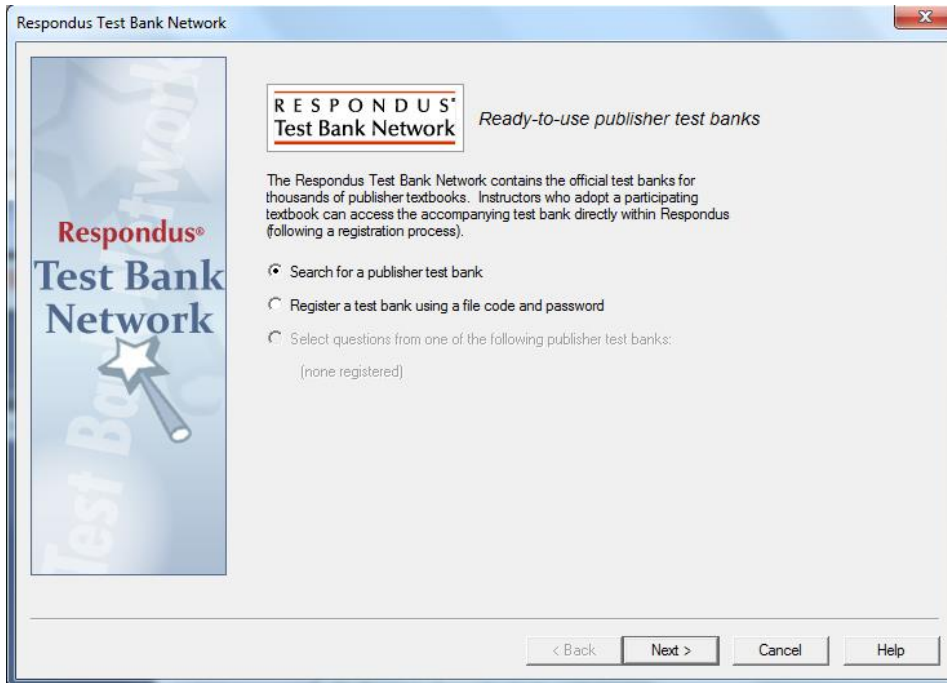 Respondus Test Bank Network
x
Respondus®
Test Bank
Network
Test Bank Network
RESPONDUS®
Test Bank Network
Ready-to-use publisher test banks
The Respondus Test Bank Network contains the official test banks for
thousands of publisher textbooks. Instructors who adopt a participating
textbook can access the accompanying test bank directly within Respondus
(following a registration process).
Search for a publisher test bank
Register a test bank using a file code and password
Select questions from one of the following publisher test banks:
(none registered)
< Back Next > Cancel Help